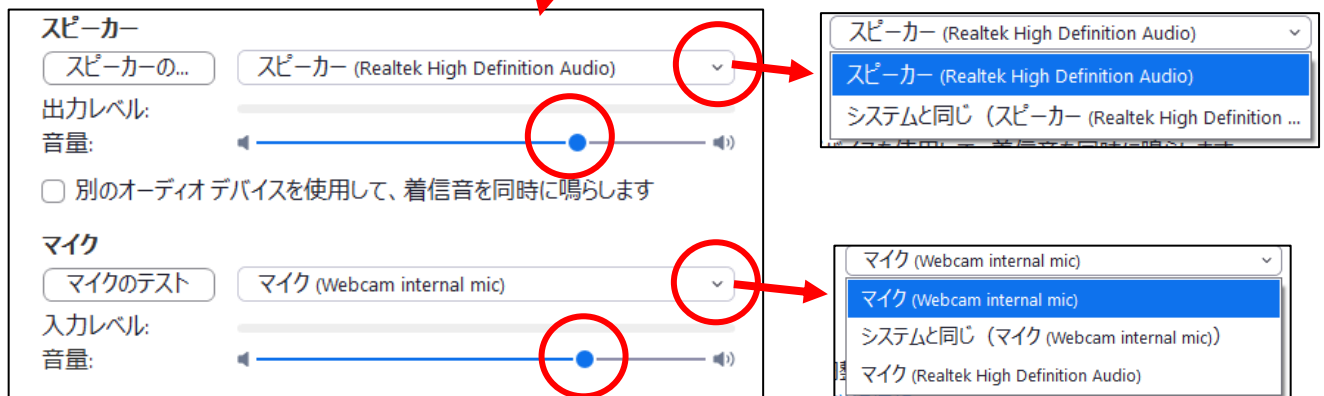 スピーカー
スピーカーの...
スピーカー (Realtek High Definition Audio)
出力レベル:
音量:
別のオーディオ デバイスを使用して、着信音を同時に鳴らします
マイク
マイクのテスト
マイク (Webcam internal mic)
入力レベル:
音量:
スピーカー (Realtek High Definition Audio)
スピーカー (Realtek High Definition Audio)
システムと同じ (スピーカー (Realtek High Definition ...
マイク (Webcam internal mic)
マイク (Webcam internal mic)
システムと同じ (マイク (Webcam internal mic))
マイク (Realtek High Definition Audio)